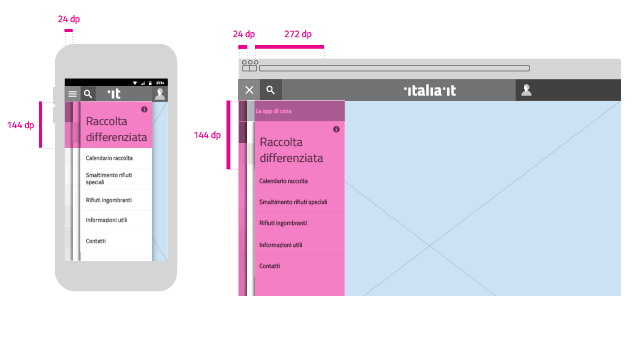 24 dp
144 dp
·it
Raccolta
differenziata
Calendario raccolta
Smaltimento rifiuti
speciali
Rifiuti ingombranti
Informazioni utili
Contatti
24 dp
272 dp
144 dp
·italia·it
Le app di casa
Raccolta
differenziata
Calendario raccolta
Smaltimento rifiuti speciali
Rifiuti ingombranti
Informazioni utili
Contatti